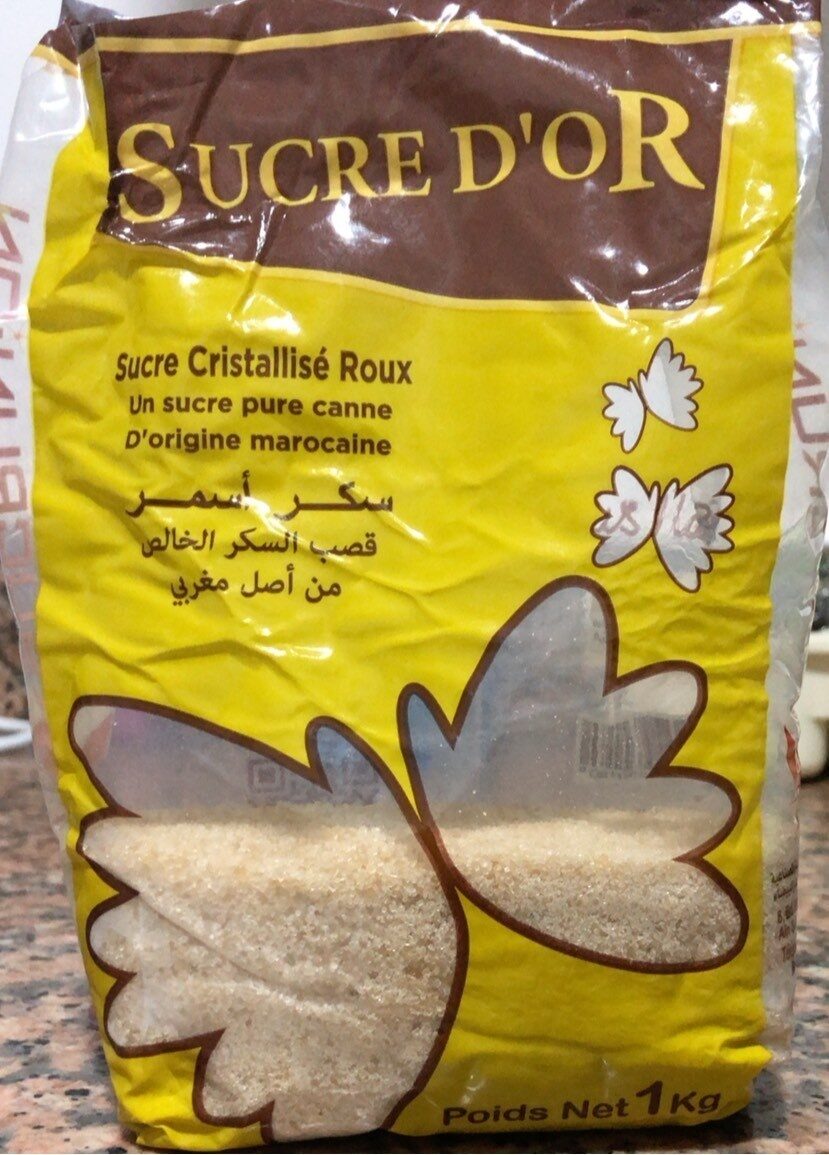 SUCRE D'OR
Sucre Cristallisé Roux
Un sucre pure canne
D'origine marocaine
سكر أسمر
قصب السكر الخالص
من أصل مغربي
Poids Net 1Kg